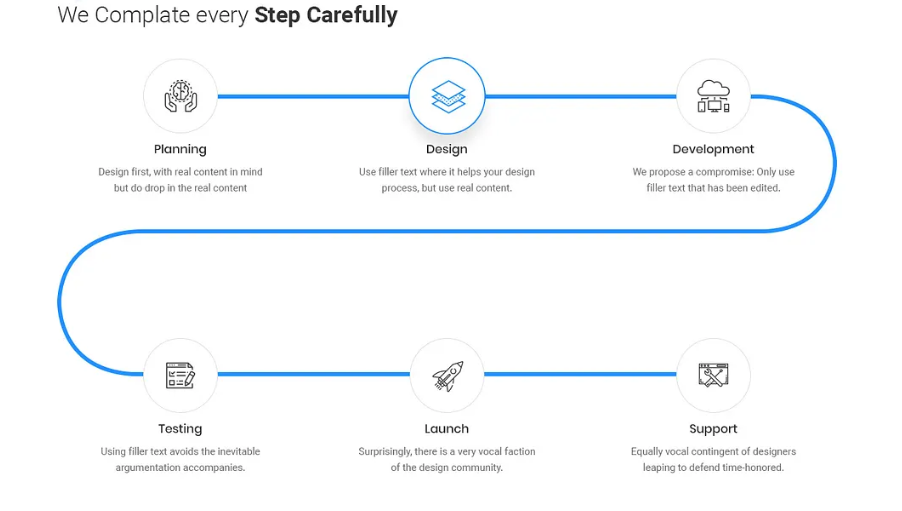 We Complate every Step Carefully
Planning
Design first, with real content in mind
but do drop in the real content
Design
Use filler text where it helps your design
process, but use real content.
Development
We propose a compromise: Only use
filler text that has been edited.
Testing
Using filler text avoids the inevitable
argumentation accompanies.
Launch
Surprisingly, there is a very vocal faction
of the design community.
Support
Equally vocal contingent of designers
leaping to defend time-honored.